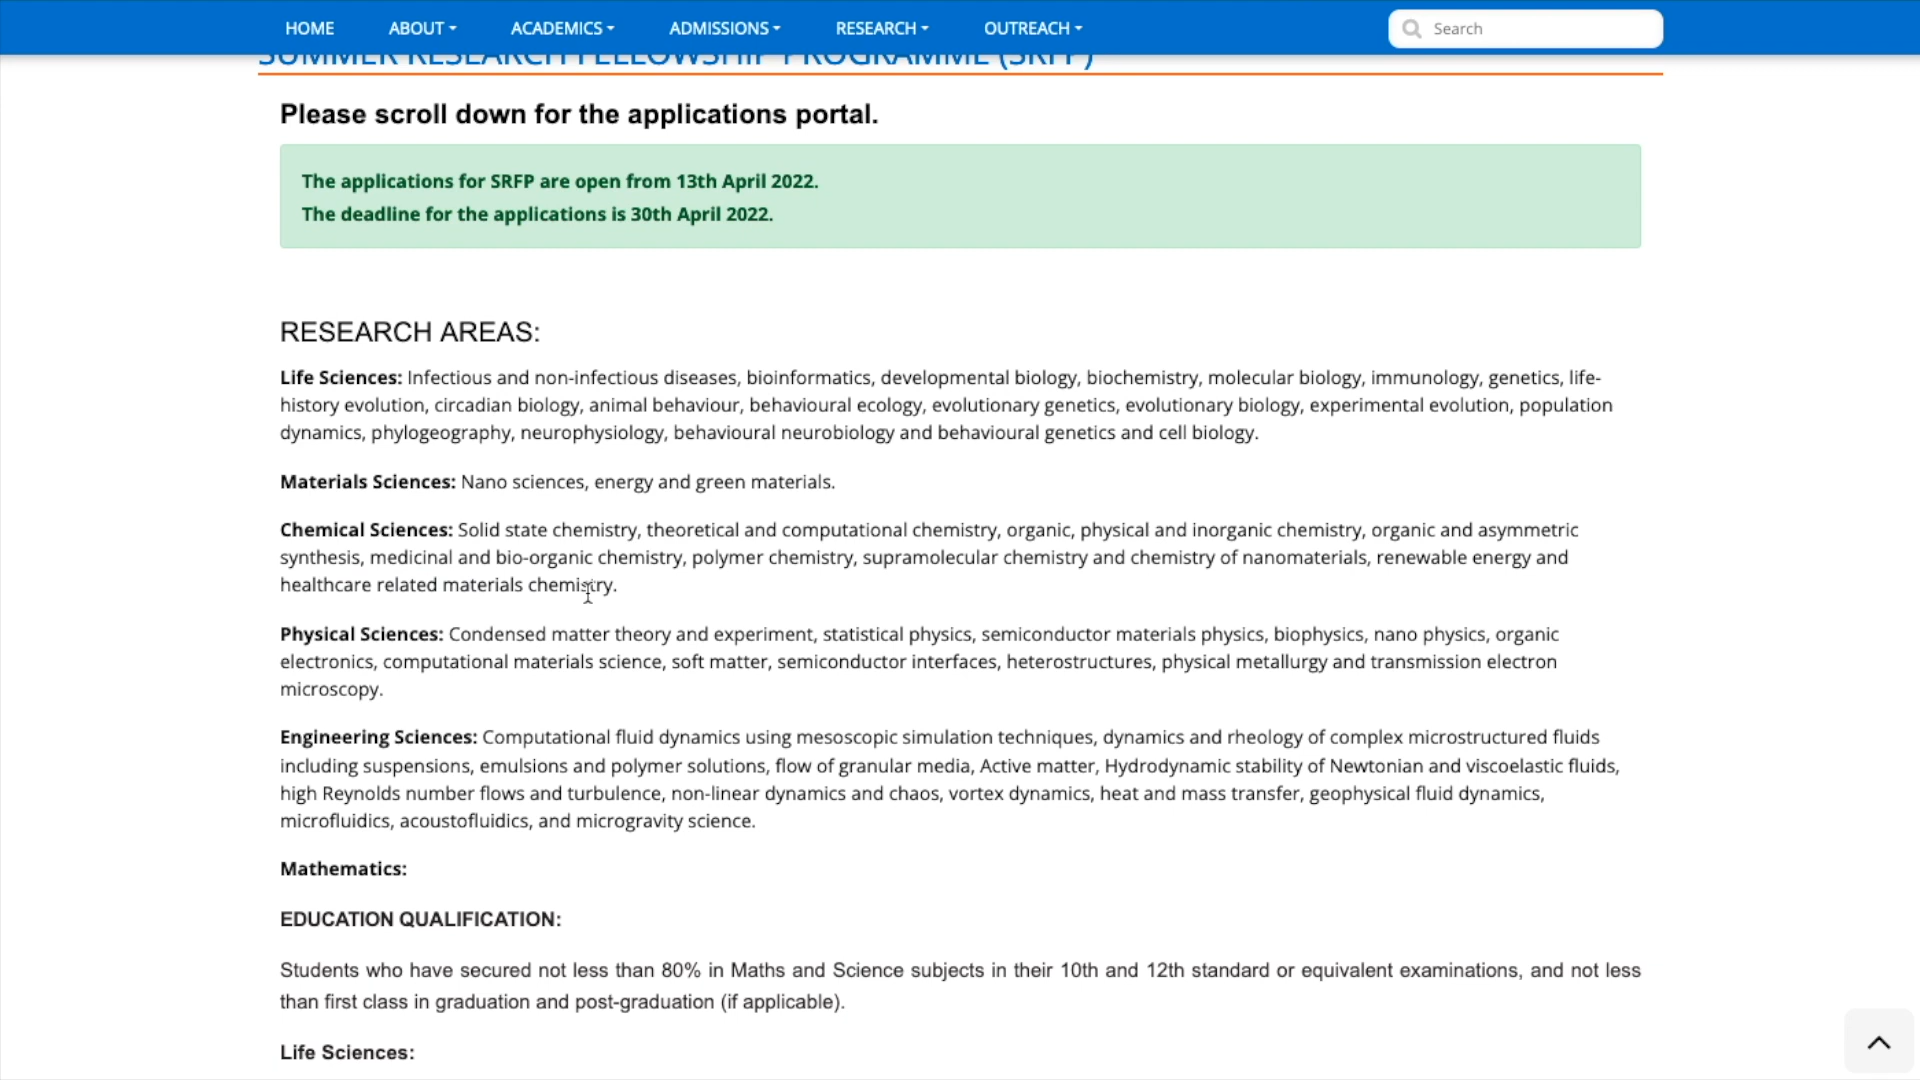 HOME ABOUT ACADEMICS ADMISSIONS RESEARCH OUTREACH Search
SUMMER RESEARCH FELLOWSHIP PROGRAMME (SRFP)
Please scroll down for the applications portal.
The applications for SRFP are open from 13th April 2022.
The deadline for the applications is 30th April 2022.
RESEARCH AREAS:
Life Sciences: Infectious and non-infectious diseases, bioinformatics, developmental biology, biochemistry, molecular biology, immunology, genetics, life-
history evolution, circadian biology, animal behaviour, behavioural ecology, evolutionary genetics, evolutionary biology, experimental evolution, population
dynamics, phylogeography, neurophysiology, behavioural neurobiology and behavioural genetics and cell biology.
Materials Sciences: Nano sciences, energy and green materials.
Chemical Sciences: Solid state chemistry, theoretical and computational chemistry, organic, physical and inorganic chemistry, organic and asymmetric
synthesis, medicinal and bio-organic chemistry, polymer chemistry, supramolecular chemistry and chemistry of nanomaterials, renewable energy and
healthcare related materials chemistry.
Physical Sciences: Condensed matter theory and experiment, statistical physics, semiconductor materials physics, biophysics, nano physics, organic
electronics, computational materials science, soft matter, semiconductor interfaces, heterostructures, physical metallurgy and transmission electron
microscopy.
Engineering Sciences: Computational fluid dynamics using mesoscopic simulation techniques, dynamics and rheology of complex microstructured fluids
including suspensions, emulsions and polymer solutions, flow of granular media, Active matter, Hydrodynamic stability of Newtonian and viscoelastic fluids,
high Reynolds number flows and turbulence, non-linear dynamics and chaos, vortex dynamics, heat and mass transfer, geophysical fluid dynamics,
microfluidics, acoustofluidics, and microgravity science.
Mathematics:
EDUCATION QUALIFICATION:
Students who have secured not less than 80% in Maths and Science subjects in their 10th and 12th standard or equivalent examinations, and not less
than first class in graduation and post-graduation (if applicable).
Life Sciences: